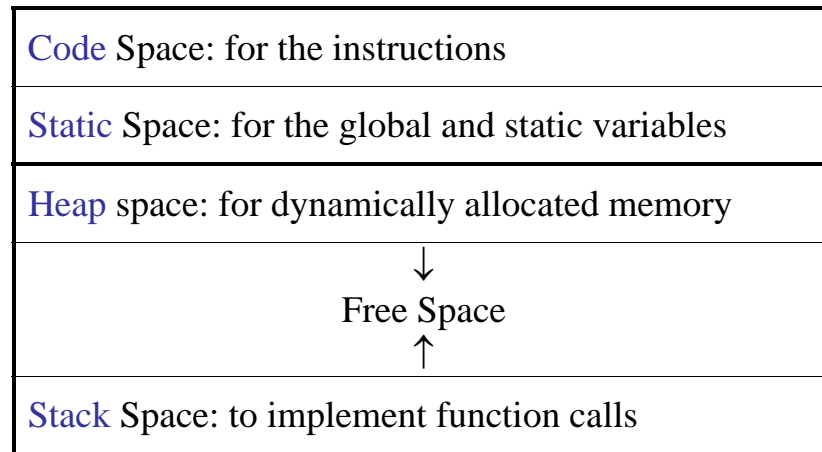 Code Space: for the instructions
Static Space: for the global and static variables
Heap space: for dynamically allocated memory
↓
Free Space
↑
Stack Space: to implement function calls